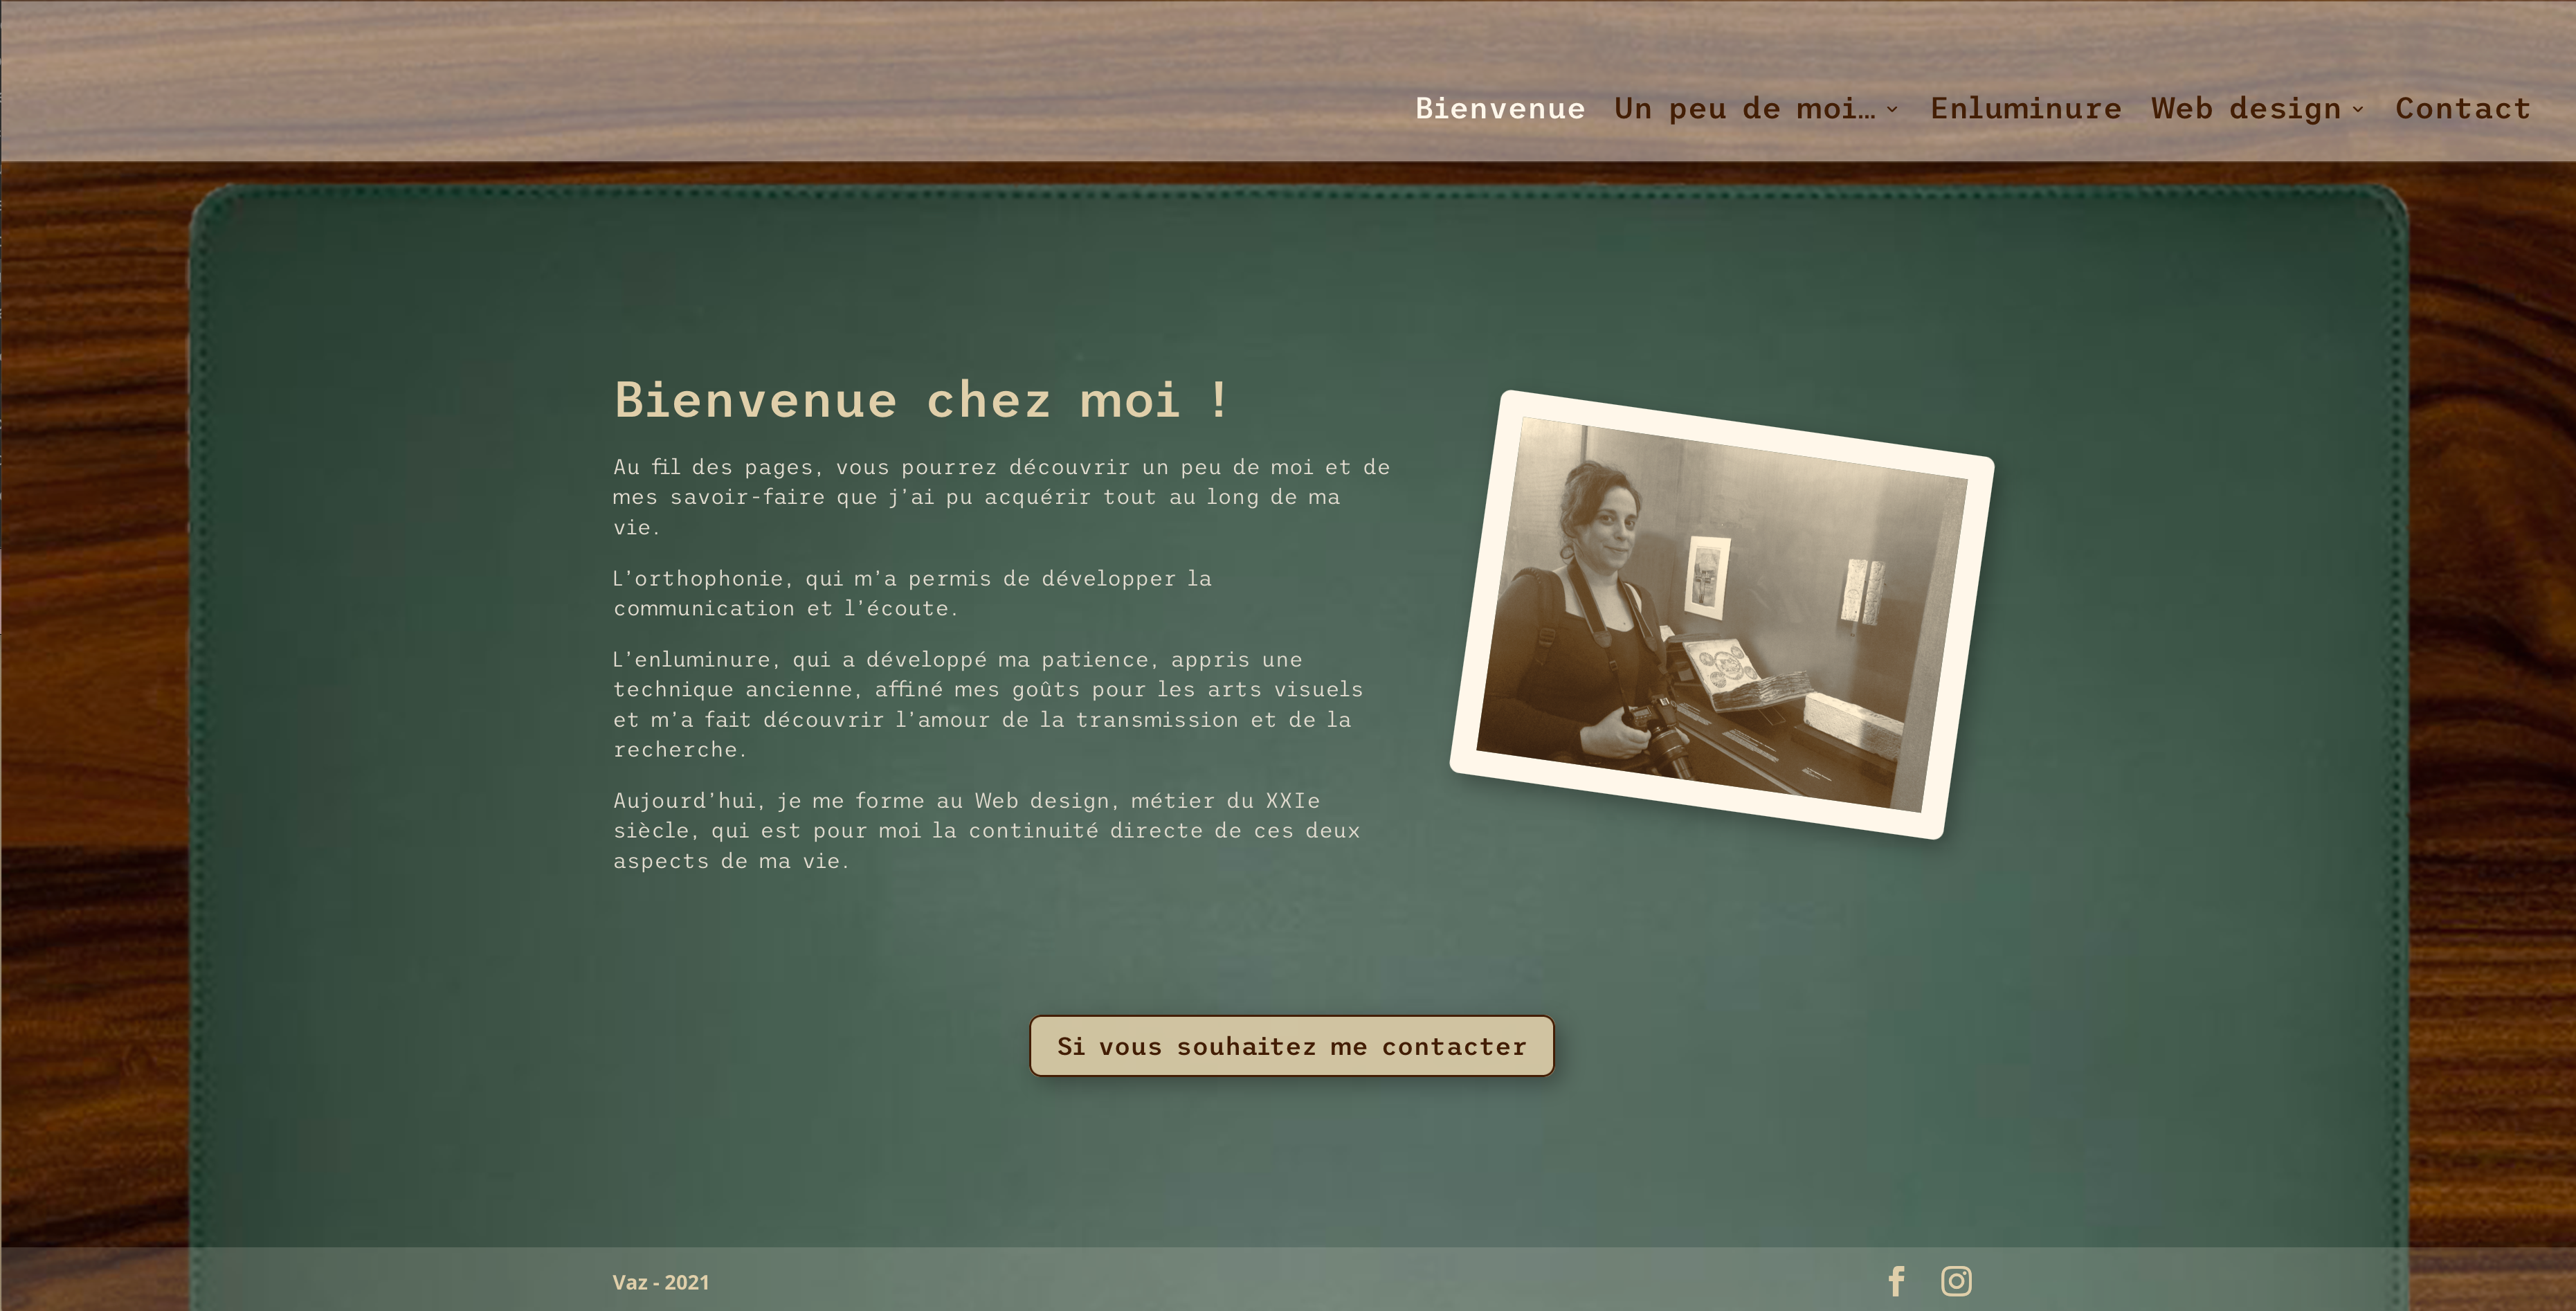 Bienvenue Un peu de moi… Enluminure Web design Contact
Bienvenue chez moi !
Au fil des pages, vous pourrez découvrir un peu de moi et de
mes savoir-faire que j’ai pu acquérir tout au long de ma
vie.
L’orthophonie, qui m’a permis de développer la
communication et l’écoute.
L’enluminure, qui a développé ma patience, appris une
technique ancienne, affiné mes goûts pour les arts visuels
et m’a fait découvrir l’amour de la transmission et de la
recherche.
Aujourd’hui, je me forme au Web design, métier du XXIe
siècle, qui est pour moi la continuité directe de ces deux
aspects de ma vie.
Si vous souhaitez me contacter
Vaz - 2021